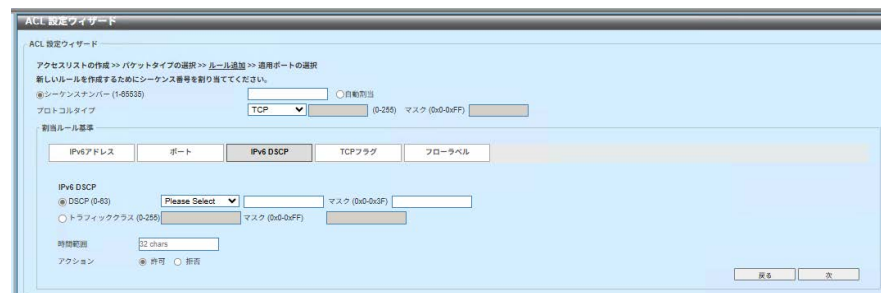 ACL 設定ウィザード
ACL 設定ウィザード
アクセスリストの作成 >> パケットタイプの選択 >> ルール追加 >> 適用ポートの選択
新しいルールを作成するためにシーケンス番号を割り当ててください。
シーケンスナンバー (1-65535) 自動割当
プロトコルタイプ TCP (0-255) マスク (0x0-0xFF)
割当ルール基準
IPv6アドレス ポート IPv6 DSCP TCPフラグ フローラベル
IPv6 DSCP
DSCP (0-63) Please Select マスク (0x0-0x3F)
トラフィッククラス (0-255) マスク (0x0-0xFF)
時間範囲 32 chars
アクション 許可 拒否
戻る 次